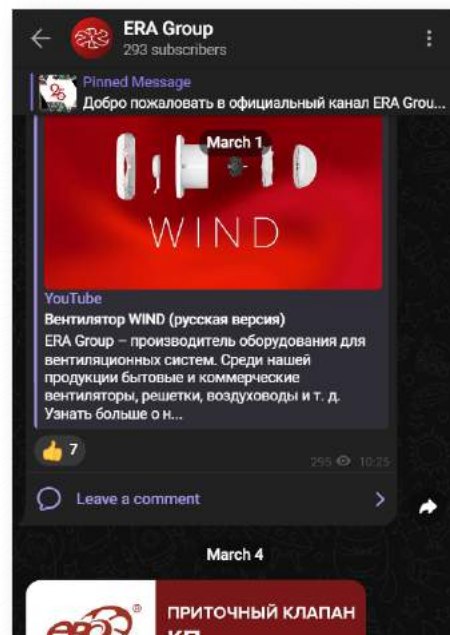 ERA Group
293 subscribers
Pinned Message
Добро пожаловать в официальный канал ERA Grou...
March 1
WIND
YouTube
Вентилятор WIND (русская версия)
ERA Group – производитель оборудования для
вентиляционных систем. Среди нашей
продукции бытовые и коммерческие
вентиляторы, решетки, воздуховоды и т. д.
Узнать больше о н...
7
295 10:25
Leave a comment
March 4
ПРИТОЧНЫЙ КЛАПАН